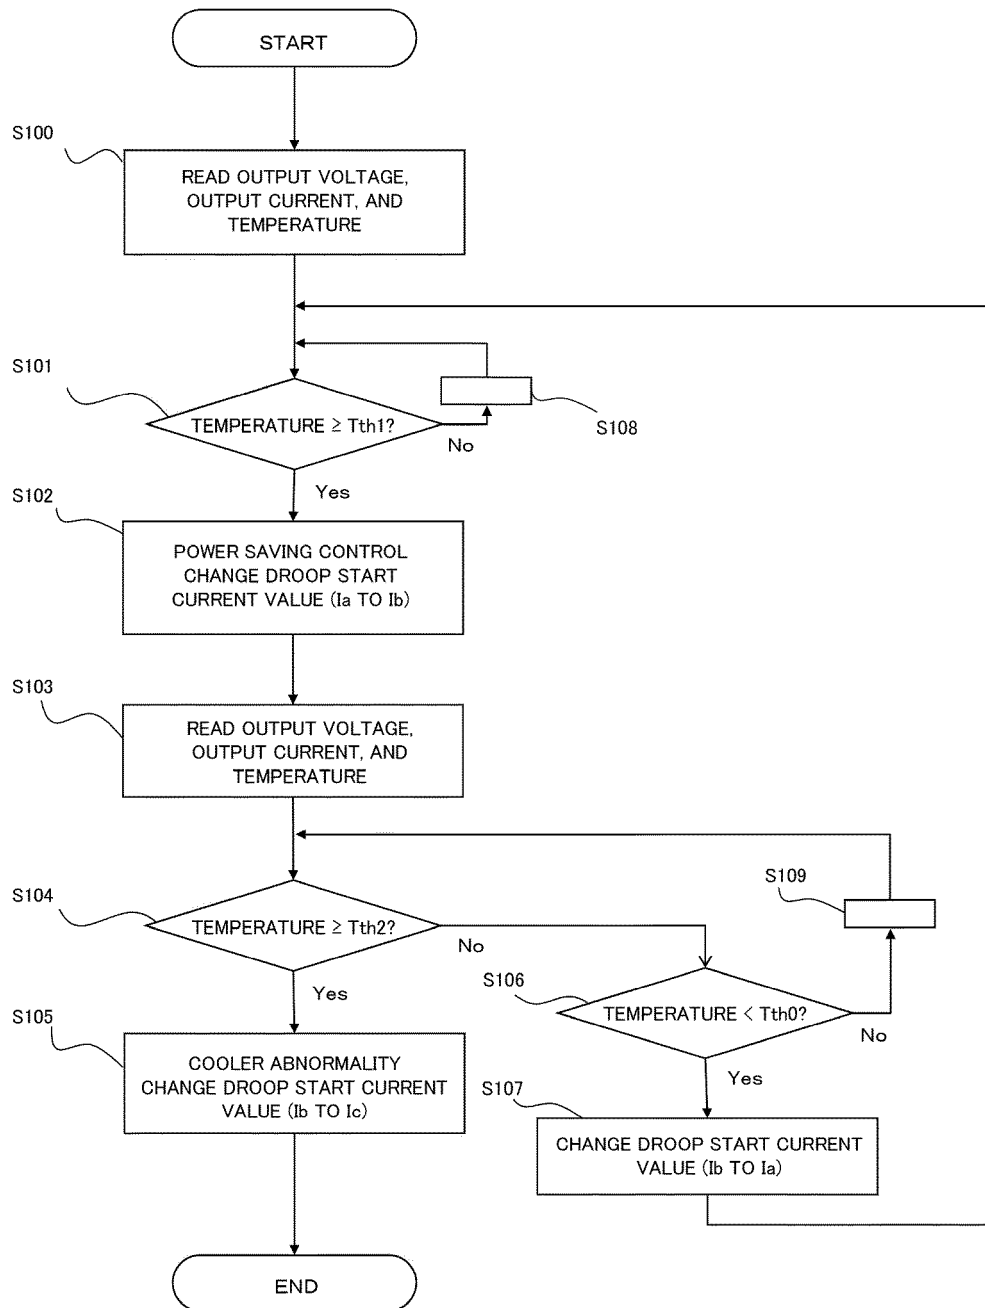 START
S100
READ OUTPUT VOLTAGE,
OUTPUT CURRENT, AND
TEMPERATURE
S101
TEMPERATURE ≥ Tth1?
No
S108
Yes
S102
POWER SAVING CONTROL
CHANGE DROOP START
CURRENT VALUE (Ia TO Ib)
S103
READ OUTPUT VOLTAGE,
OUTPUT CURRENT, AND
TEMPERATURE
S104
TEMPERATURE ≥ Tth2?
No
S109
Yes
S106
TEMPERATURE < Tth0?
No
S105
COOLER ABNORMALITY
CHANGE DROOP START CURRENT
VALUE (Ib TO Ic)
Yes
S107
CHANGE DROOP START CURRENT
VALUE (Ib TO Ia)
END